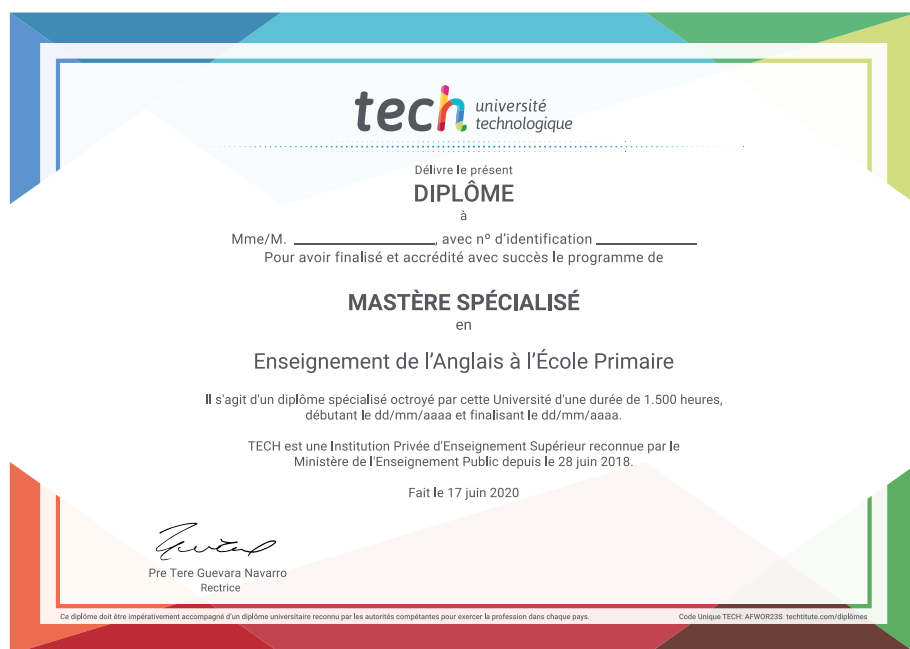 tech université
technologique
Délivre le présent
DIPLÔME
à
Mme/M. ____________________, avec nº d'identification ______________
Pour avoir finalisé et accrédité avec succès le programme de
MASTÈRE SPÉCIALISÉ
en
Enseignement de l'Anglais à l'École Primaire
Il s'agit d'un diplôme spécialisé octroyé par cette Université d'une durée de 1.500 heures,
débutant le dd/mm/aaaa et finalisant le dd/mm/aaaa.
TECH est une Institution Privée d'Enseignement Supérieur reconnue par le
Ministère de l'Enseignement Public depuis le 28 juin 2018.
Fait le 17 juin 2020
Pre Tere Guevara Navarro
Rectrice
Ce diplôme doit être impérativement accompagné d'un diplôme universitaire reconnu par les autorités compétantes pour exercer la profession dans chaque pays. Code Unique TECH: AFWOR23S techtitute.com/diplômes